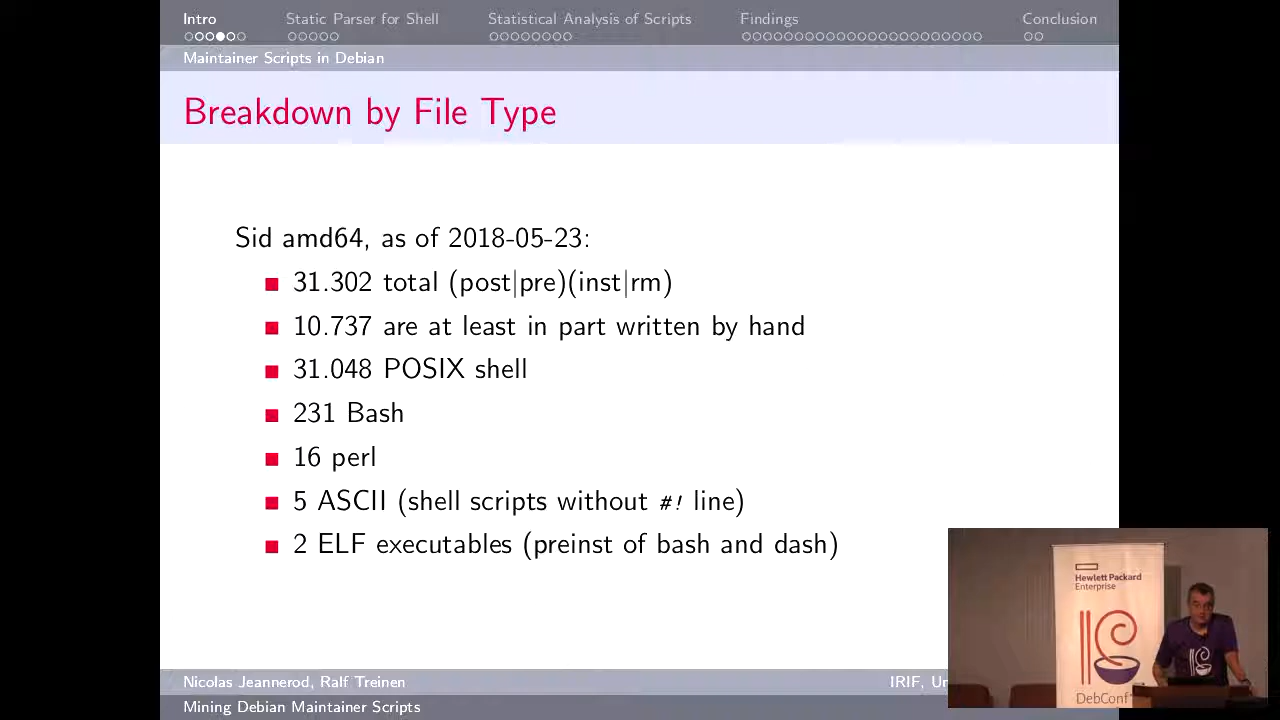 Intro Static Parser for Shell Statistical Analysis of Scripts Findings Conclusion
Maintainer Scripts in Debian
Breakdown by File Type
Sid amd64, as of 2018-05-23:
31.302 total (post|pre)(inst|rm)
10.737 are at least in part written by hand
31.048 POSIX shell
231 Bash
16 perl
5 ASCII (shell scripts without #! line)
2 ELF executables (preinst of bash and dash)
Hewlett Packard
Enterprise
DebConf
Nicolas Jeannerod, Ralf Treinen IRIF, Un
Mining Debian Maintainer Scripts